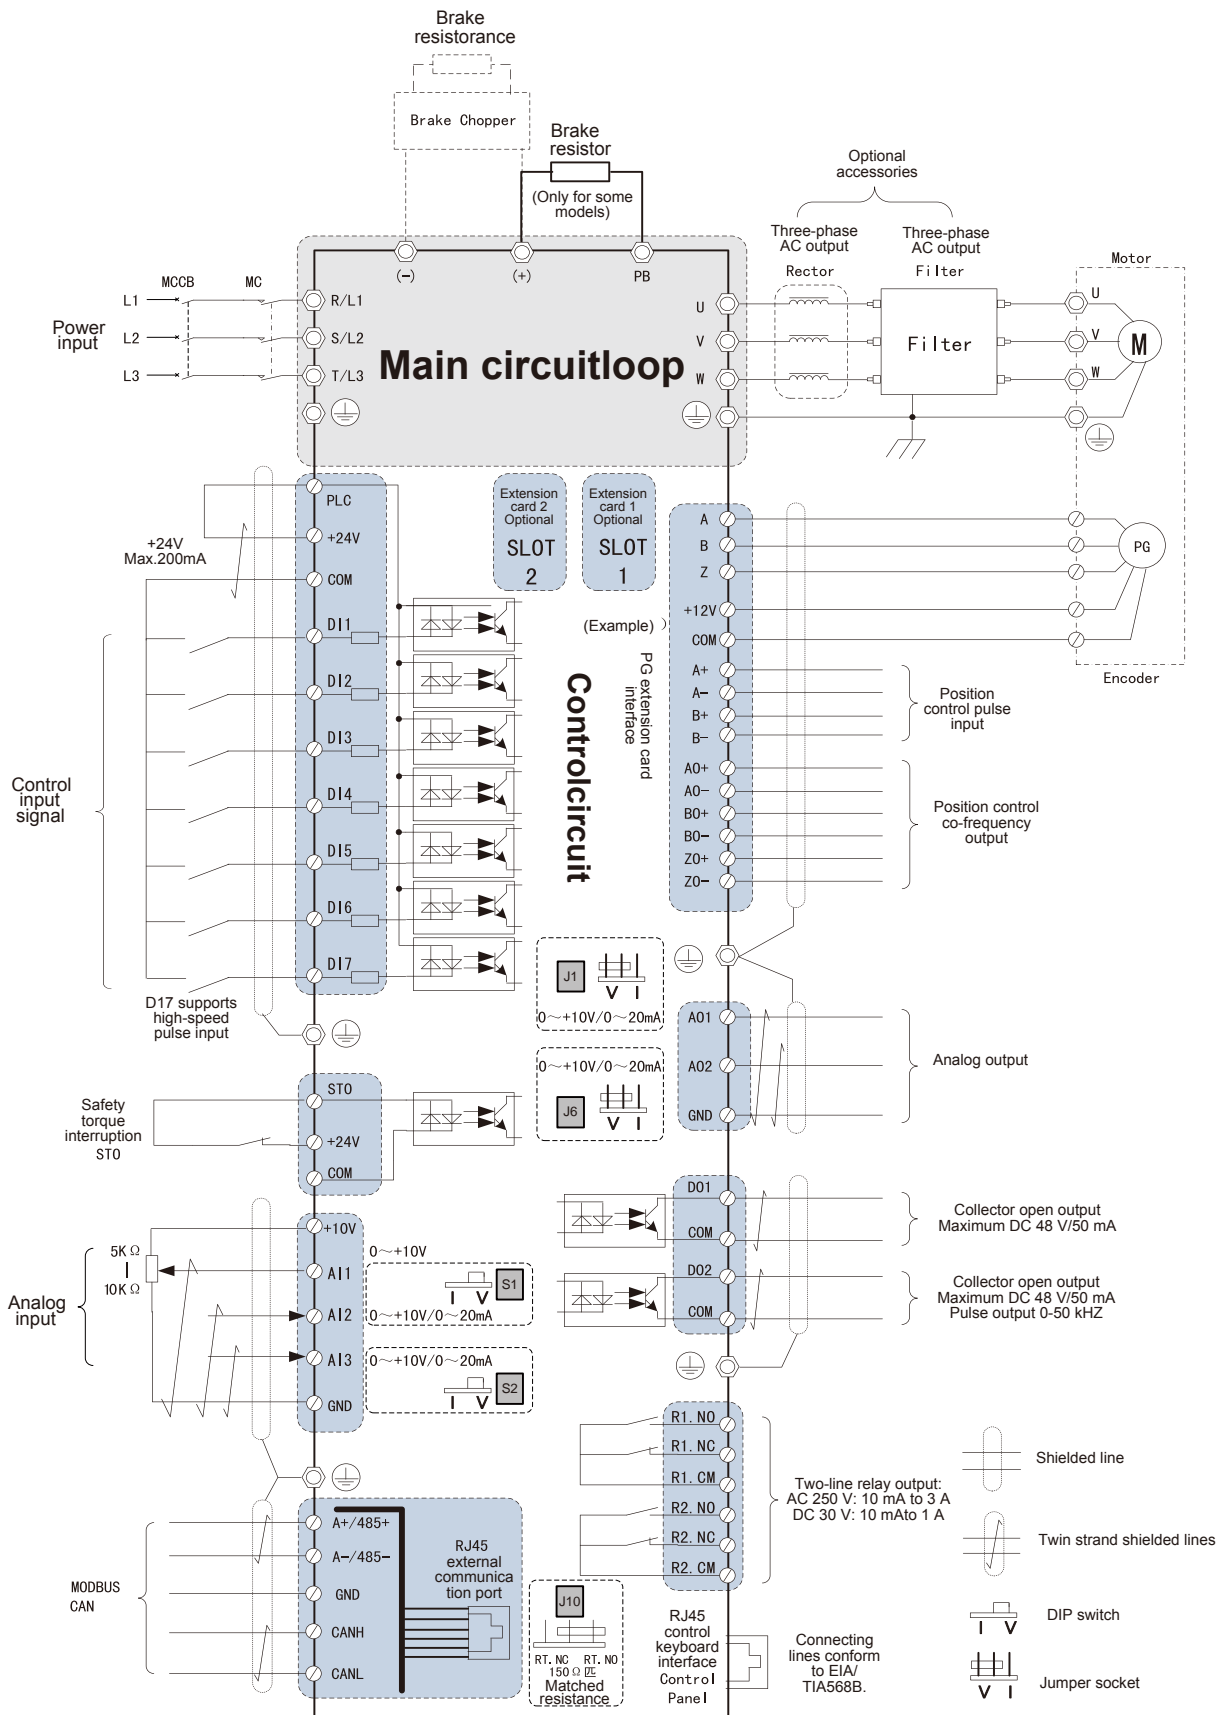 Brake
resistorance
Brake Chopper
Brake
resistor
(Only for some
models)
Optional
accessories
Three-phase
AC output
Three-phase
AC output
Rector
Filter
Motor
(-)
(+)
PB
MCCB
MC
Power
input
L1
L2
L3
R/L1
S/L2
T/L3
Main circuitloop
U
V
W
Filter
U
V
W
M
PLC
+24V
COM
+24V
Max.200mA
DI1
DI2
DI3
DI4
DI5
DI6
DI7
Control
input
signal
D17 supports
high-speed
pulse input
Extension
card 2
Optional
SLOT
2
Extension
card 1
Optional
SLOT
1
(Example)
PG extension card
interface
Controlcircuit
A
B
Z
+12V
COM
A+
A-
B+
B-
AO+
AO-
BO+
BO-
ZO+
ZO-
PG
Encoder
Position
control pulse
input
Position control
co-frequency
output
J1
V I
0~+10V/0~20mA
0~+10V/0~20mA
J6
V I
AO1
AO2
GND
Analog output
Safety
torque
interruption
STO
STO
+24V
COM
DO1
COM
DO2
COM
Collector open output
Maximum DC 48 V/50 mA
Collector open output
Maximum DC 48 V/50 mA
Pulse output 0-50 kHZ
Analog
input
5KΩ
10KΩ
+10V
AI1
AI2
AI3
GND
0~+10V
S1
I V
0~+10V/0~20mA
0~+10V/0~20mA
S2
I V
R1. NO
R1. NC
R1. CM
R2. NO
R2. NC
R2. CM
Two-line relay output:
AC 250 V: 10 mA to 3 A
DC 30 V: 10 mAto 1 A
MODBUS
CAN
A+/485+
A-/485-
GND
CANH
CANL
RJ45
external
communica
tion port
J10
RT. NC RT. NO
150Ω
Matched
resistance
RJ45
control
keyboard
interface
Control
Panel
Connecting
lines conform
to EIA/
TIA568B.
Shielded line
Twin strand shielded lines
I V
DIP switch
V I
Jumper socket